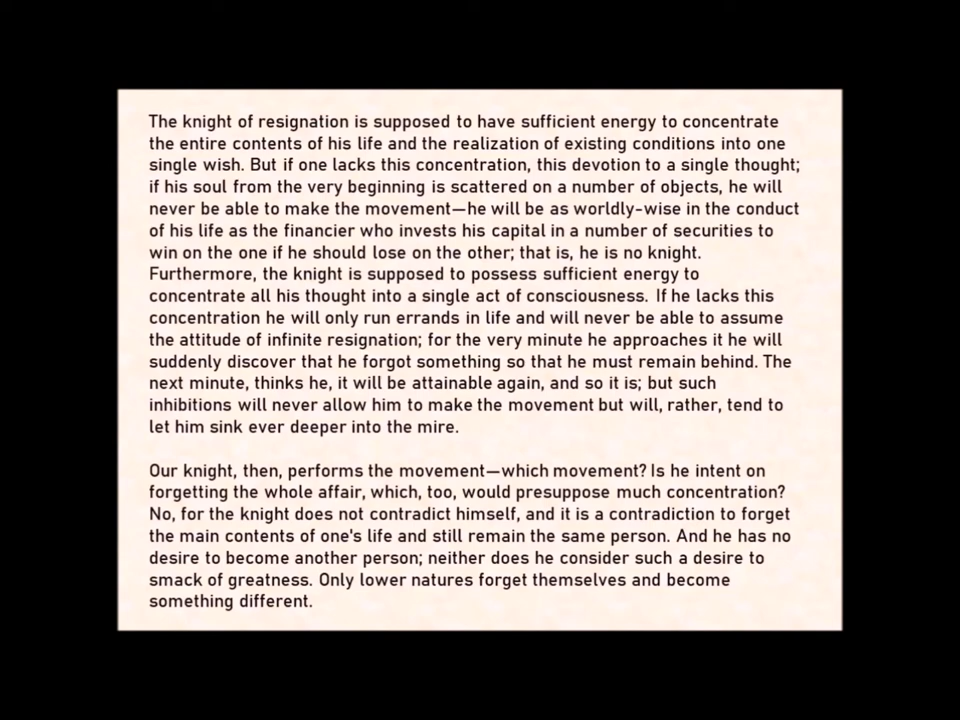 The knight of resignation is supposed to have sufficient energy to concentrate
the entire contents of his life and the realization of existing conditions into one
single wish. But if one lacks this concentration, this devotion to a single thought;
if his soul from the very beginning is scattered on a number of objects, he will
never be able to make the movement—he will be as worldly-wise in the conduct
of his life as the financier who invests his capital in a number of securities to
win on the one if he should lose on the other; that is, he is no knight.
Furthermore, the knight is supposed to possess sufficient energy to
concentrate all his thought into a single act of consciousness. If he lacks this
concentration he will only run errands in life and will never be able to assume
the attitude of infinite resignation; for the very minute he approaches it he will
suddenly discover that he forgot something so that he must remain behind. The
next minute, thinks he, it will be attainable again, and so it is; but such
inhibitions will never allow him to make the movement but will, rather, tend to
let him sink ever deeper into the mire.
Our knight, then, performs the movement—which movement? Is he intent on
forgetting the whole affair, which, too, would presuppose much concentration?
No, for the knight does not contradict himself, and it is a contradiction to forget
the main contents of one's life and still remain the same person. And he has no
desire to become another person; neither does he consider such a desire to
smack of greatness. Only lower natures forget themselves and become
something different.